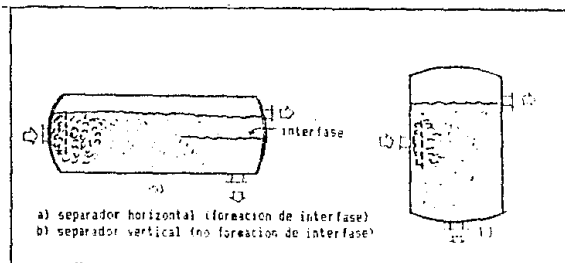 interfase
a) separador horizontal (formacion de interfase)
b) separador vertical (no formacion de interfase)